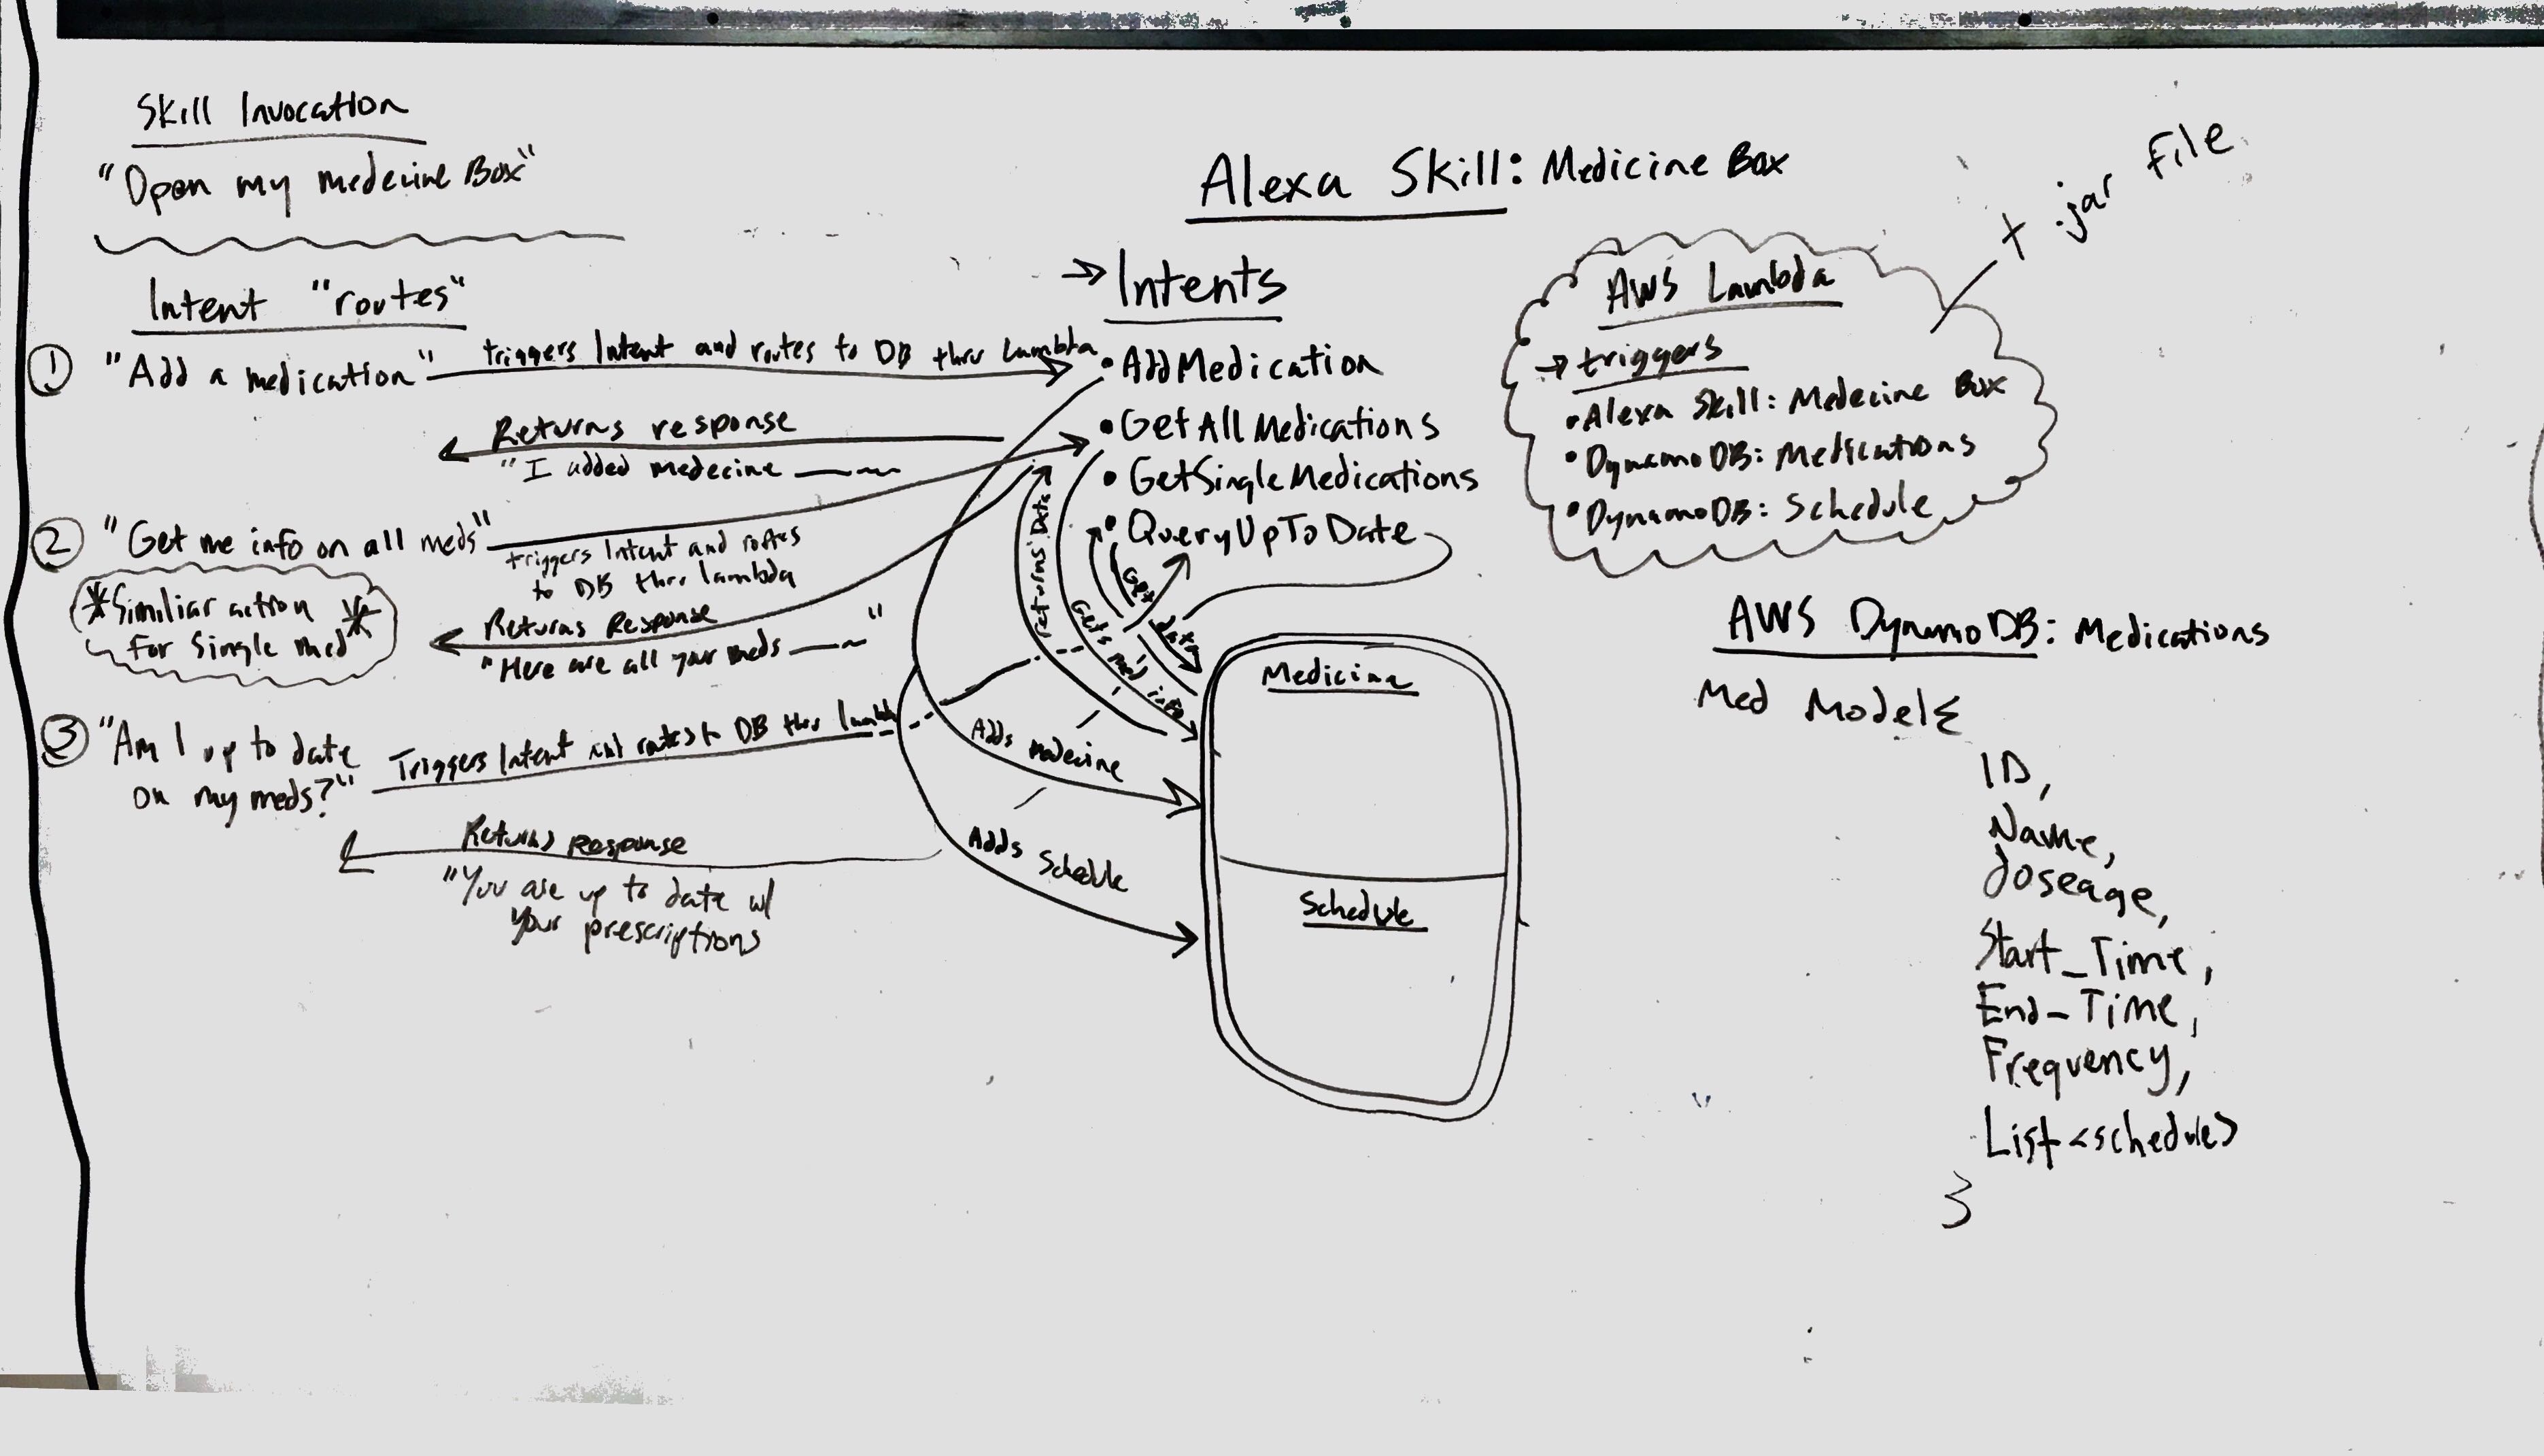 Skill Invocation
"Open my medecine Box"
Intent "routes"
① "Add a medication"
triggers Intent and routes to DB thru Lambda
Returns response
"I added medecine
② "Get me info on all meds"
triggers Intent and routes
to DB thru lambda
*Similiar action *
for Single med
Returns Response
"Here are all your meds "
③ "Am I up to date
on my meds?"
Triggers Intent and routes to DB thru lambda
Returns Response
"You are up to date w/
your prescriptions
Alexa Skill: Medicine Box
→ Intents
• AddMedication
• GetAllMedications
• GetSingleMedications
• QueryUpToDate
returns Data
Gets med info
Get
Adds medecine
Adds Schedule
Medicine
Schedule
+ .jar file
AWS Lambda
→ triggers
• Alexa Skill: Medecine Box
• DynamoDB: Medications
• DynamoDB: Schedule
AWS DynamoDB: Medications
Med Model{
ID,
Name,
doseage,
Start_Time,
End_Time,
Frequency,
List<schedule>
}